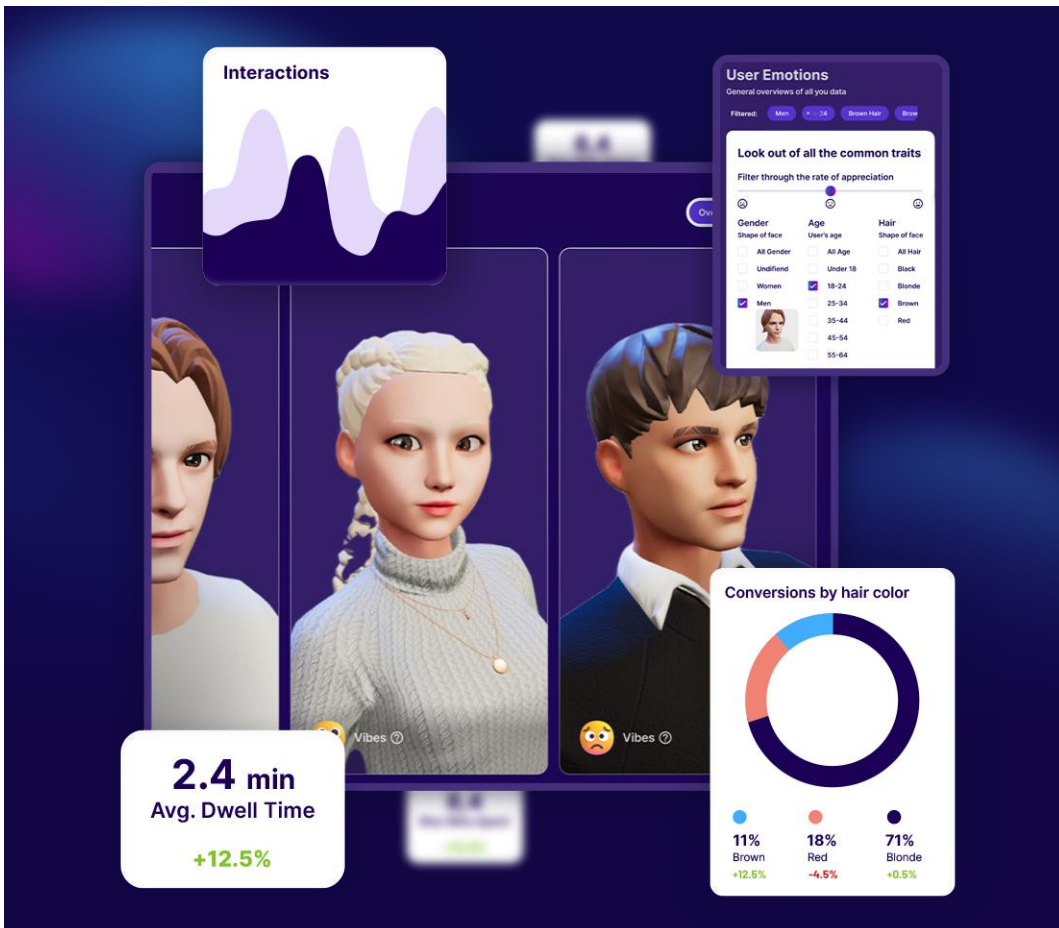 Interactions
User Emotions
General overviews of all you data
Filtered: Men × 24 Brown Hair Brow
Look out of all the common traits
Filter through the rate of appreciation
Gender Age Hair
Shape of face User's age Shape of face
All Gender All Age All Hair
Undifiend Under 18 Black
Women 18-24 Blonde
Men 25-34 Brown
35-44 Red
45-54
55-64
8.4
Ov
Vibes ?
Vibes ?
2.4 min
Avg. Dwell Time
+12.5%
Conversions by hair color
11% 18% 71%
Brown Red Blonde
+12.5% -4.5% +0.5%